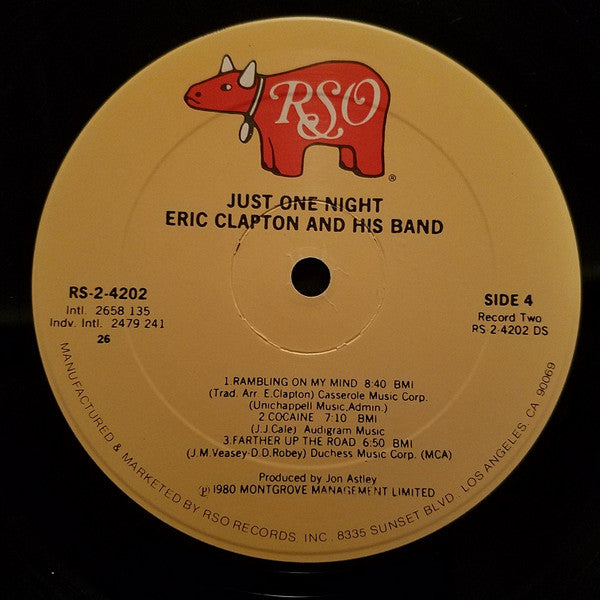 RSO
®
JUST ONE NIGHT
ERIC CLAPTON AND HIS BAND
RS-2-4202
Intl. 2658 135
Indv. Intl. 2479 241
26
SIDE 4
Record Two
RS 2-4202 DS
1.RAMBLING ON MY MIND 8:40 BMI
(Trad. Arr. E.Clapton) Casserole Music Corp.
(Unichappell Music,Admin.)
2 COCAINE 7:10 BMI
(J.J.Cale) Audigram Music
3.FARTHER UP THE ROAD 6:50 BMI
(J.M.Veasey-D.D.Robey) Duchess Music Corp. (MCA)
Produced by Jon Astley
℗ 1980 MONTGROVE MANAGEMENT LIMITED
MANUFACTURED & MARKETED BY RSO RECORDS, INC. 8335 SUNSET BLVD. LOS ANGELES, CA 90069